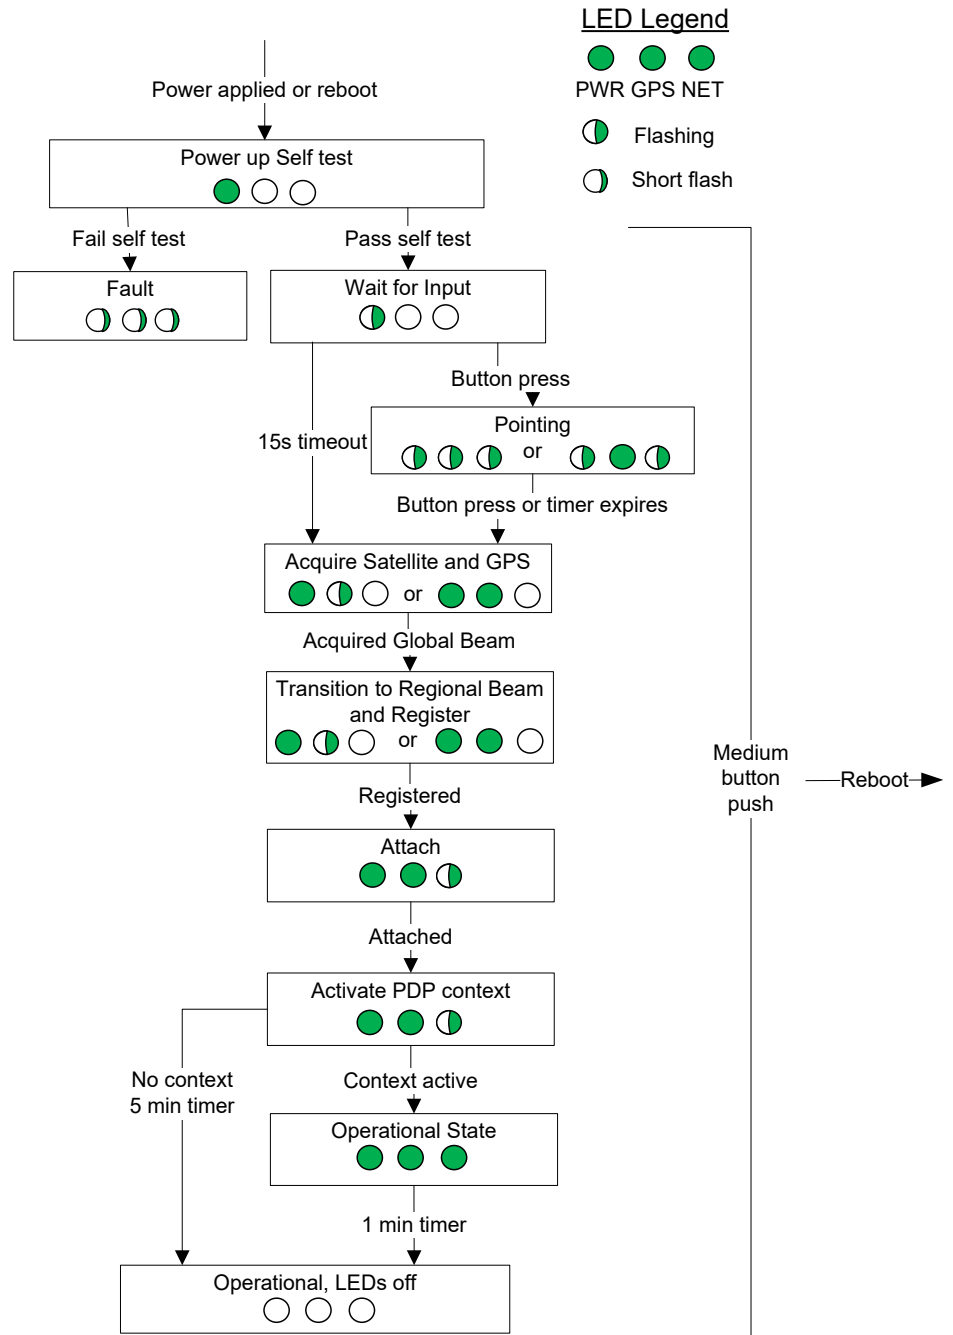 LED Legend
PWR GPS NET
Flashing
Short flash
Power applied or reboot
Power up Self test
Fail self test
Pass self test
Fault
Wait for Input
Button press
15s timeout
Pointing
or
Button press or timer expires
Acquire Satellite and GPS
or
Acquired Global Beam
Transition to Regional Beam
and Register
or
Registered
Attach
Attached
Activate PDP context
No context
5 min timer
Context active
Operational State
1 min timer
Operational, LEDs off
Medium
button
push
Reboot